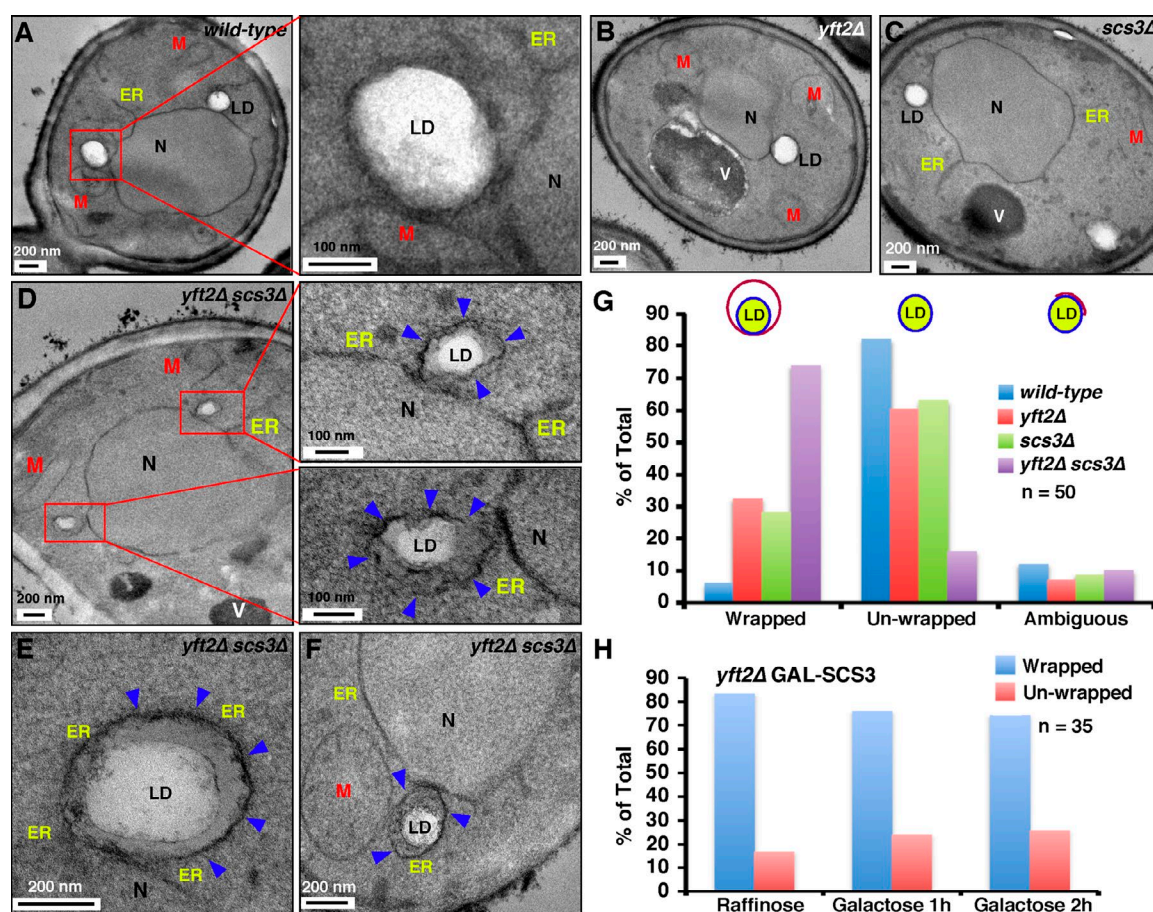 A
wild-type
M
ER
LD
N
M
200 nm
ER
LD
N
M
100 nm
B
yft2Δ
M
M
N
LD
V
M
200 nm
C
scs3Δ
N
LD
ER
M
ER
V
200 nm
D
yft2Δ scs3Δ
M
ER
M
N
V
200 nm
ER
LD
N
ER
100 nm
LD
N
ER
100 nm
E
yft2Δ scs3Δ
ER
ER
LD
ER
ER
N
200 nm
F
yft2Δ scs3Δ
ER
N
M
LD
ER
200 nm
G
LD
LD
LD
% of Total
90
80
70
60
50
40
30
20
10
0
wild-type
yft2Δ
scs3Δ
yft2Δ scs3Δ
n = 50
Wrapped
Un-wrapped
Ambiguous
H
yft2Δ GAL-SCS3
Wrapped
Un-wrapped
n = 35
% of Total
90
80
70
60
50
40
30
20
10
0
Raffinose
Galactose 1h
Galactose 2h